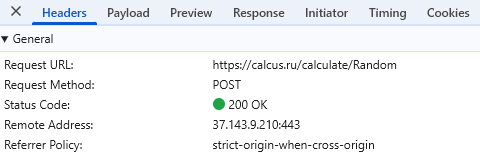 Headers Payload Preview Response Initiator Timing Cookies
General
Request URL: https://calcus.ru/calculate/Random
Request Method: POST
Status Code: 200 OK
Remote Address: 37.143.9.210:443
Referrer Policy: strict-origin-when-cross-origin